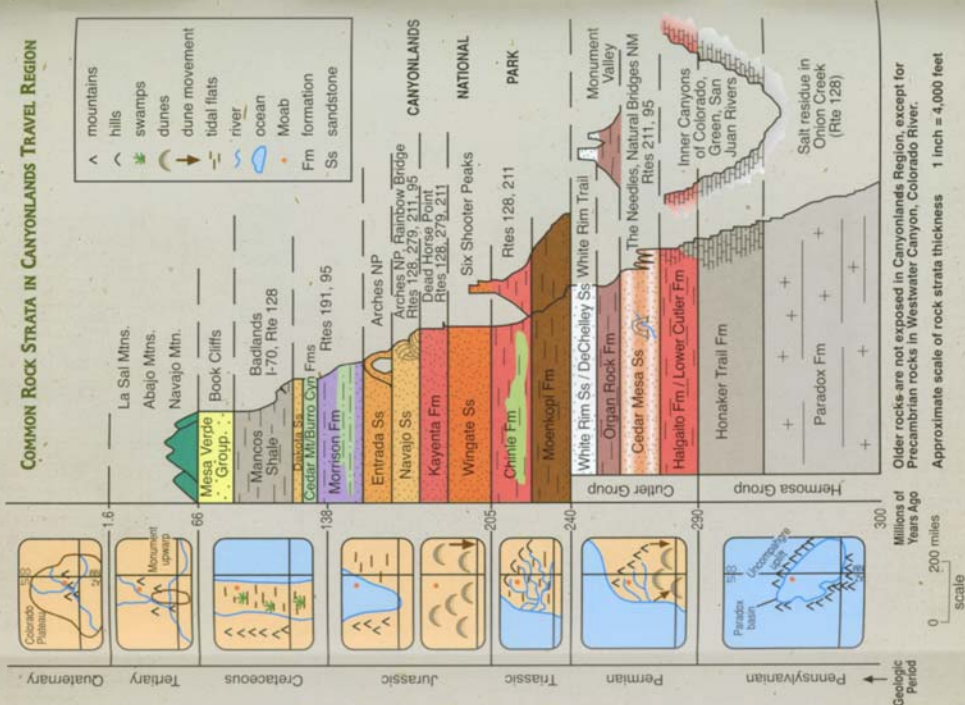 COMMON ROCK STRATA IN CANYONLANDS TRAVEL REGION
mountains
hills
swamps
dunes
dune movement
tidal flats
river
ocean
Moab
Fm formation
Ss sandstone
Quaternary
Tertiary
Cretaceous
Jurassic
Triassic
Permian
Pennsylvanian
Geologic
Period
Colorado
Plateau
Monument
upwarp
Paradox
basin
Uncompahgre
uplift
0 200 miles
scale
1.6
66
138
205
240
290
300
Millions of
Years Ago
La Sal Mtns.
Abajo Mtns.
Navajo Mtn.
Mesa Verde
Group
Book Cliffs
Mancos
Shale
Badlands
I-70, Rte 128
Dakota Ss
Cedar Mt/Burro Cyn Fms
Morrison Fm
Rtes 191, 95
Entrada Ss
Arches NP
Navajo Ss
Arches NP, Rainbow Bridge
Rtes 128, 279, 211, 95
Kayenta Fm
Dead Horse Point
Rtes 128, 279, 211
Wingate Ss
Six Shooter Peaks
Chinle Fm
Rtes 128, 211
Moenkopi Fm
CANYONLANDS
NATIONAL
PARK
White Rim Ss / DeChelley Ss
White Rim Trail
Organ Rock Fm
Monument
Valley
Cedar Mesa Ss
The Needles, Natural Bridges NM
Rtes 211, 95
Halgaito Fm / Lower Cutler Fm
Cutler Group
Inner Canyons
of Colorado,
Green, San
Juan Rivers
Honaker Trail Fm
Paradox Fm
Hermosa Group
Salt residue in
Onion Creek
(Rte 128)
Older rocks are not exposed in Canyonlands Region, except for
Precambrian rocks in Westwater Canyon, Colorado River.
Approximate scale of rock strata thickness 1 inch = 4,000 feet